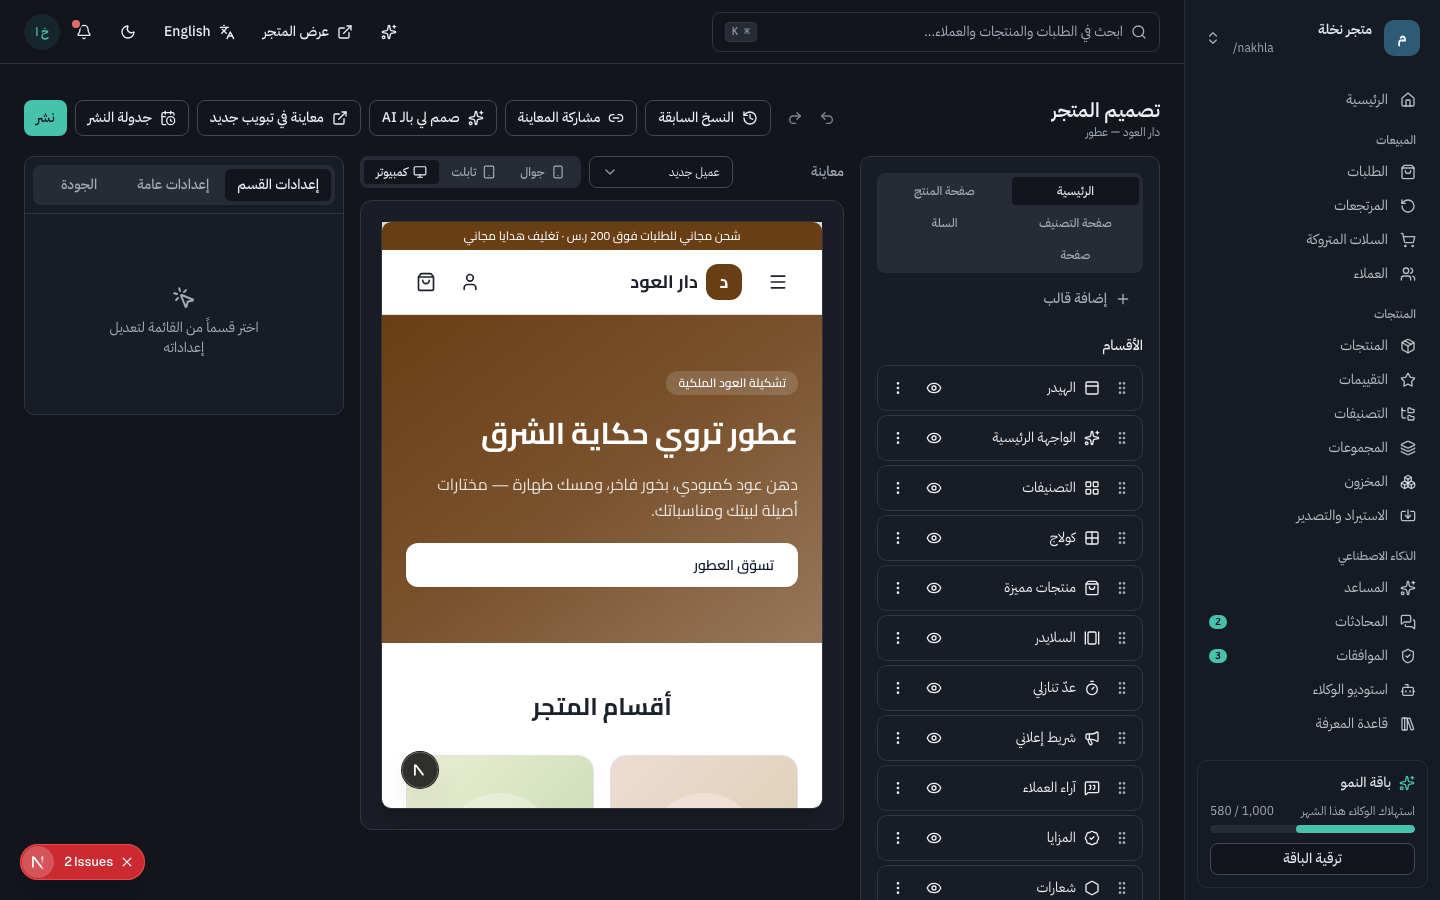 متجر نخلة
/nakhla
م
ابحث في الطلبات والمنتجات والعملاء...
⌘ K
عرض المتجر
English
خ ا
الرئيسية
المبيعات
الطلبات
المرتجعات
السلات المتروكة
العملاء
المنتجات
المنتجات
التقييمات
التصنيفات
المجموعات
المخزون
الاستيراد والتصدير
الذكاء الاصطناعي
المساعد
المحادثات
2
الموافقات
3
استوديو الوكلاء
قاعدة المعرفة
باقة النمو
استهلاك الوكلاء هذا الشهر
580 / 1,000
ترقية الباقة
تصميم المتجر
دار العود — عطور
النسخ السابقة
مشاركة المعاينة
صمم لي بالـ AI
معاينة في تبويب جديد
جدولة النشر
نشر
الرئيسية
صفحة المنتج
صفحة التصنيف
السلة
صفحة
إضافة قالب
الأقسام
الهيدر
الواجهة الرئيسية
التصنيفات
كولاج
منتجات مميزة
السلايدر
عدّ تنازلي
شريط إعلاني
آراء العملاء
المزايا
شعارات
معاينة
عميل جديد
جوال
تابلت
كمبيوتر
شحن مجاني للطلبات فوق 200 ر.س · تغليف هدايا مجاني
د
دار العود
تشكيلة العود الملكية
عطور تروي حكاية الشرق
دهن عود كمبودي، بخور فاخر، ومسك طهارة — مختارات
أصيلة لبيتك ومناسباتك.
تسوّق العطور
أقسام المتجر
إعدادات القسم
إعدادات عامة
الجودة
اختر قسماً من القائمة لتعديل
إعداداته
2 Issues